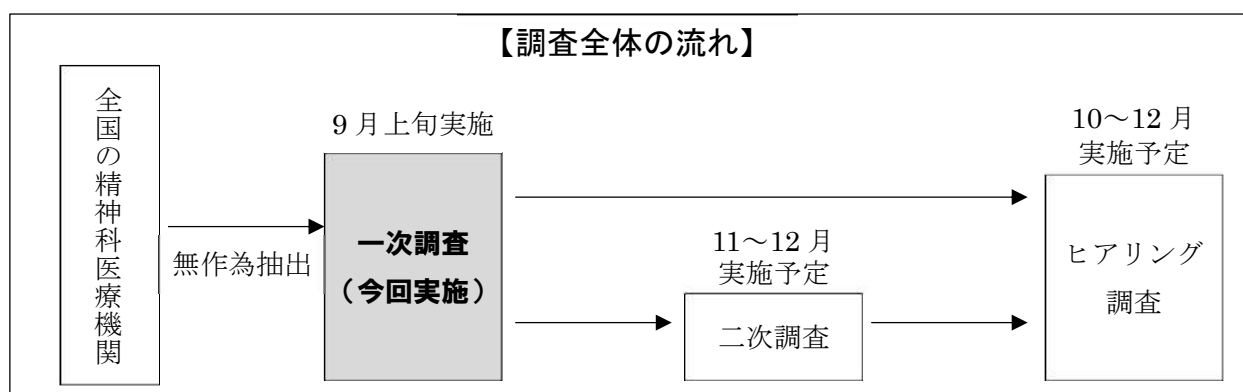 【調査全体の流れ】
全国の精神科医療機関
無作為抽出
9月上旬実施
一次調査
(今回実施)
11~12月
実施予定
二次調査
10~12月
実施予定
ヒアリング
調査